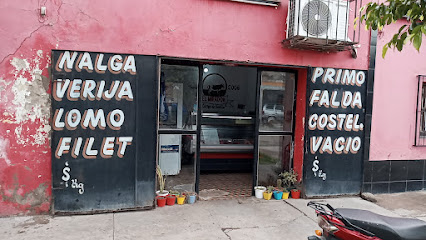 NALGA
VERIJA
LOMO
FILET
$ kg
PRIMO
FALDA
COSTEL
VACIO
$ kg